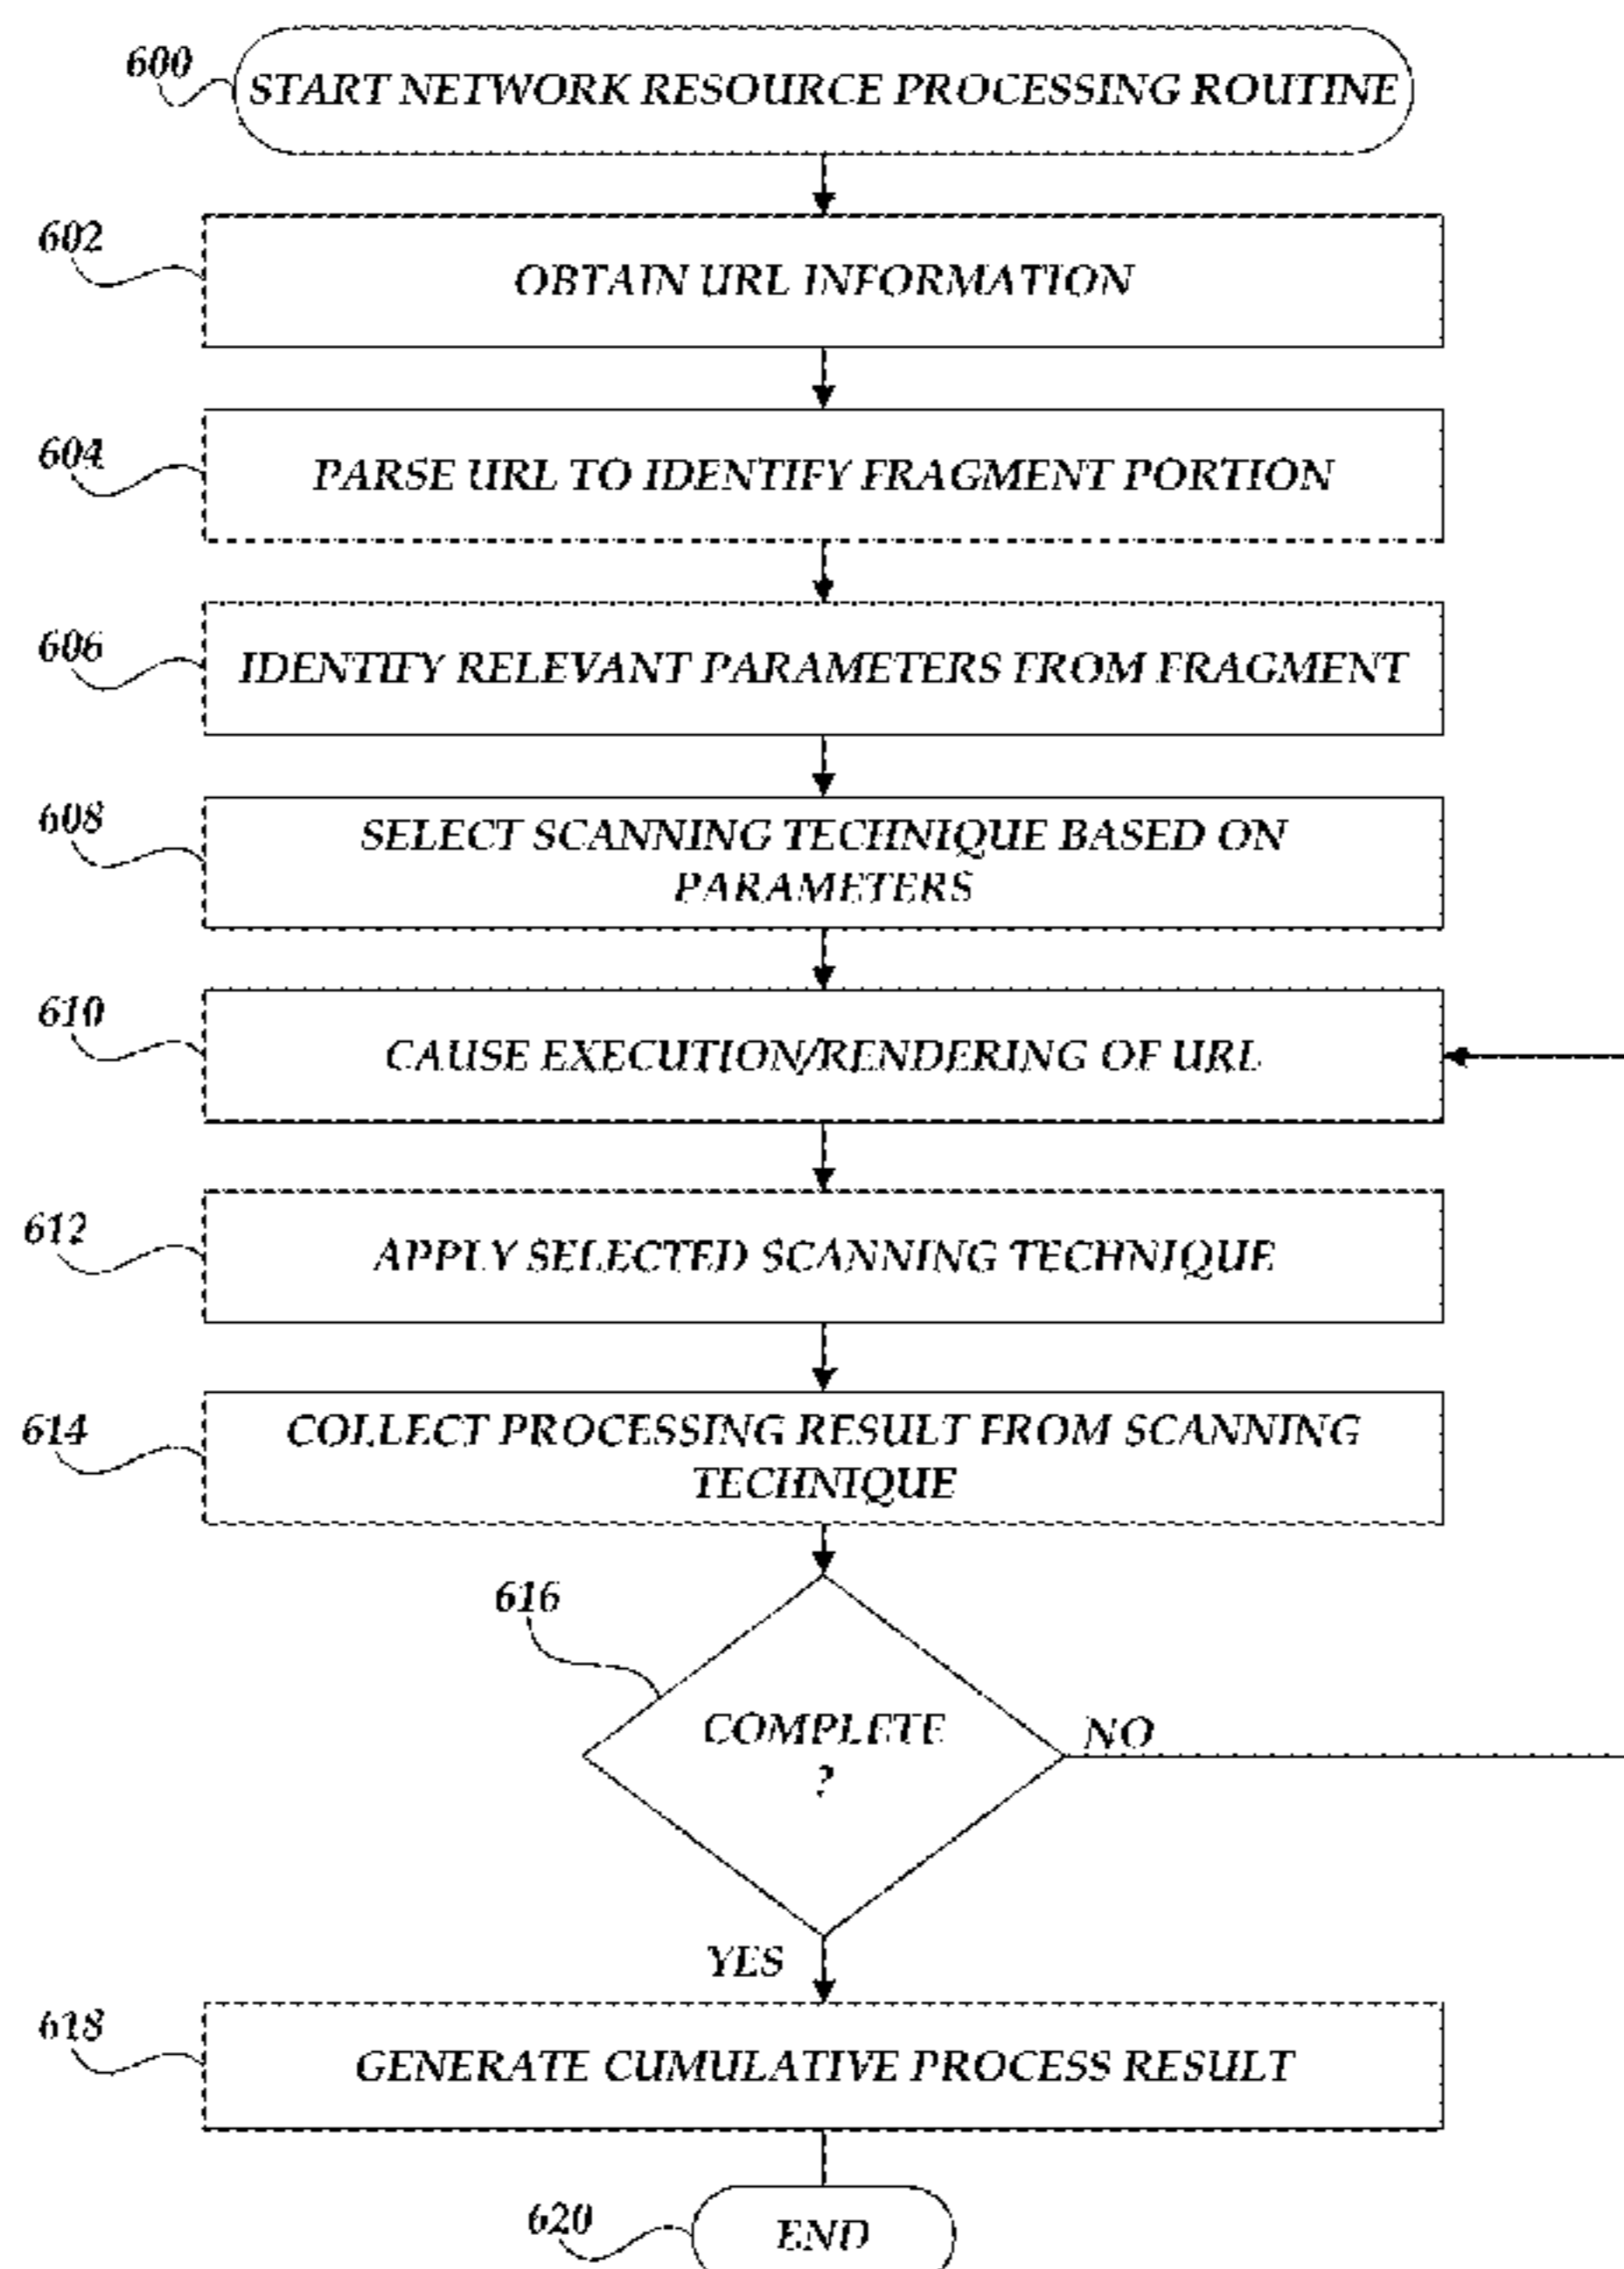 600
START NETWORK RESOURCE PROCESSING ROUTINE
602
OBTAIN URL INFORMATION
604
PARSE URL TO IDENTIFY FRAGMENT PORTION
606
IDENTIFY RELEVANT PARAMETERS FROM FRAGMENT
608
SELECT SCANNING TECHNIQUE BASED ON
PARAMETERS
610
CAUSE EXECUTION/RENDERING OF URL
612
APPLY SELECTED SCANNING TECHNIQUE
614
COLLECT PROCESSING RESULT FROM SCANNING
TECHNIQUE
616
COMPLETE
?
NO
YES
618
GENERATE CUMULATIVE PROCESS RESULT
620
END